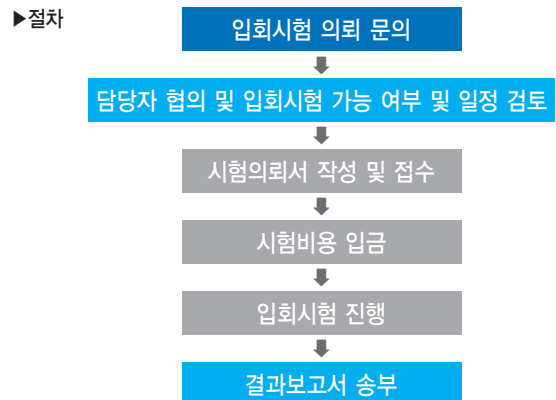 ▶절차
입회시험 의뢰 문의
담당자 협의 및 입회시험 가능 여부 및 일정 검토
시험의뢰서 작성 및 접수
시험비용 입금
입회시험 진행
결과보고서 송부